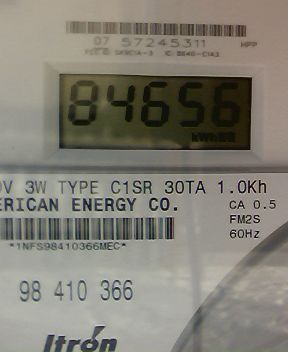 07 57245311 HPP
84656
kWh
V 3W TYPE C1SR 30TA 1.0Kh
ERICAN ENERGY CO. CA 0.5
FM2S
60Hz
*1NFS98410366MEC*
98 410 366
Itron